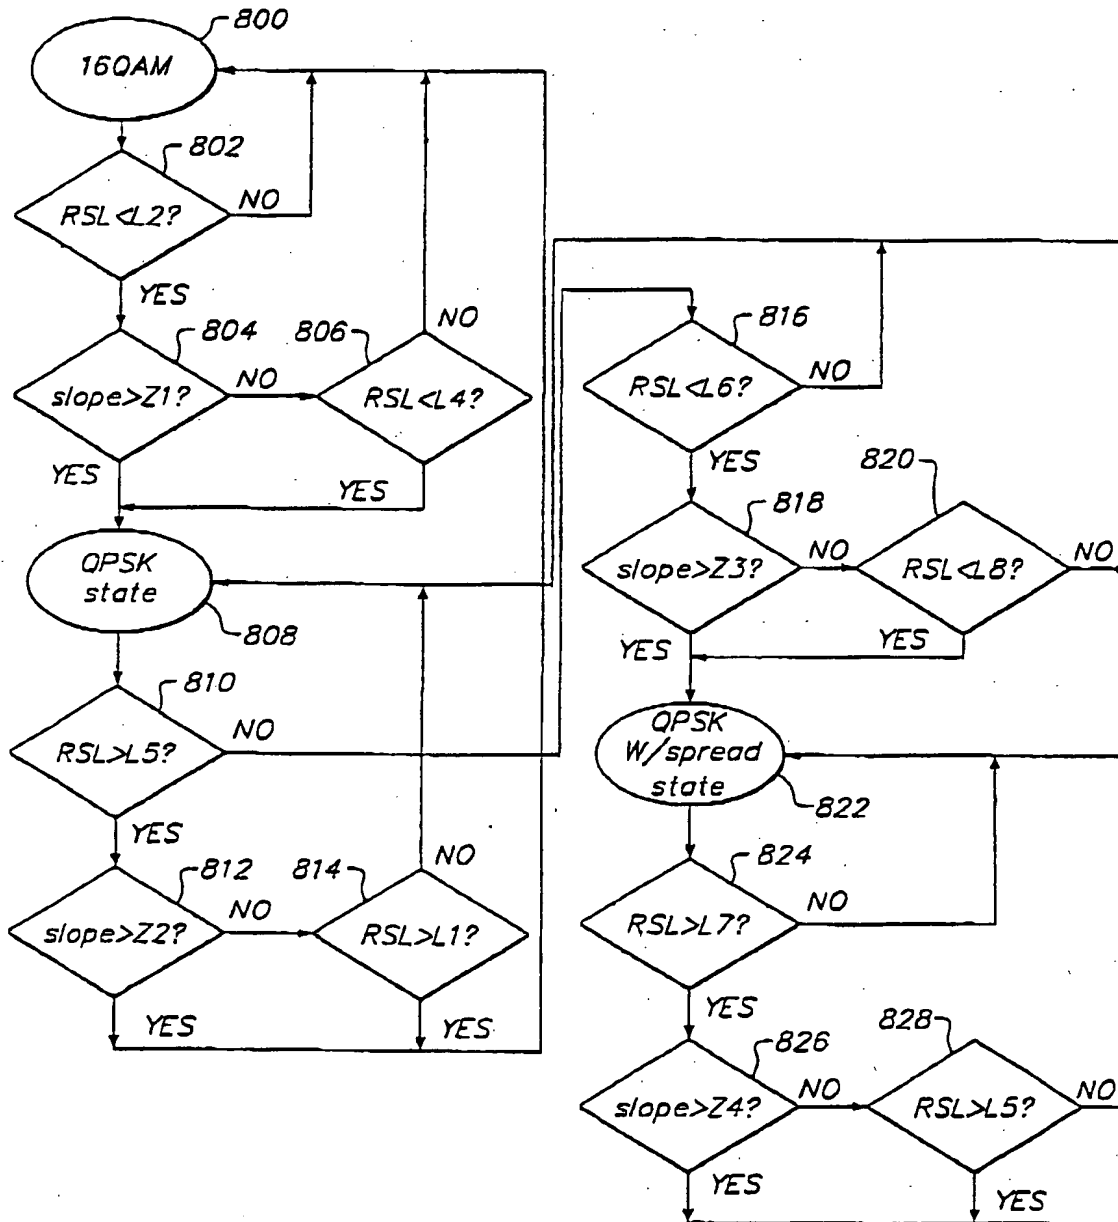 800
16QAM
802
RSL<L2?
NO
YES
804
slope>Z1?
NO
806
RSL<L4?
NO
YES
YES
QPSK
state
808
810
RSL>L5?
NO
YES
812
slope>Z2?
NO
814
RSL>L1?
NO
YES
YES
816
RSL<L6?
NO
YES
818
slope>Z3?
NO
820
RSL<L8?
NO
YES
YES
QPSK
W/spread
state
822
824
RSL>L7?
NO
YES
826
slope>Z4?
NO
828
RSL>L5?
NO
YES
YES